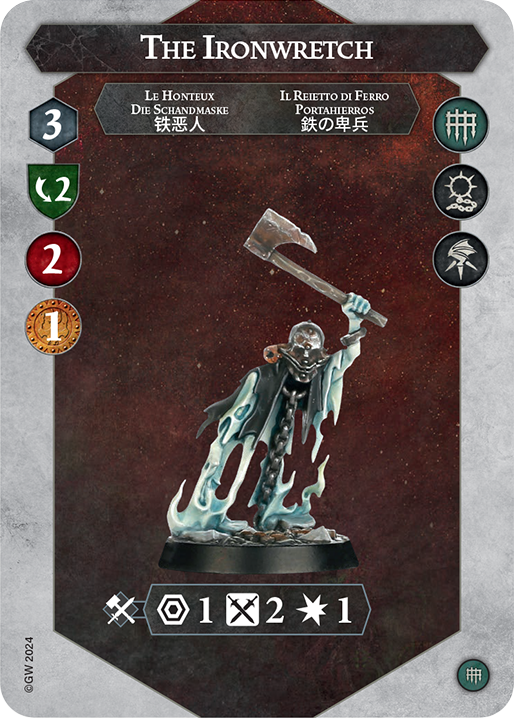 The Ironwretch
Le Honteux
Die Schandmaske
铁恶人
Il Reietto di Ferro
Portahierros
鉄の卑兵
3
2
2
1
1 2 1
©GW 2024